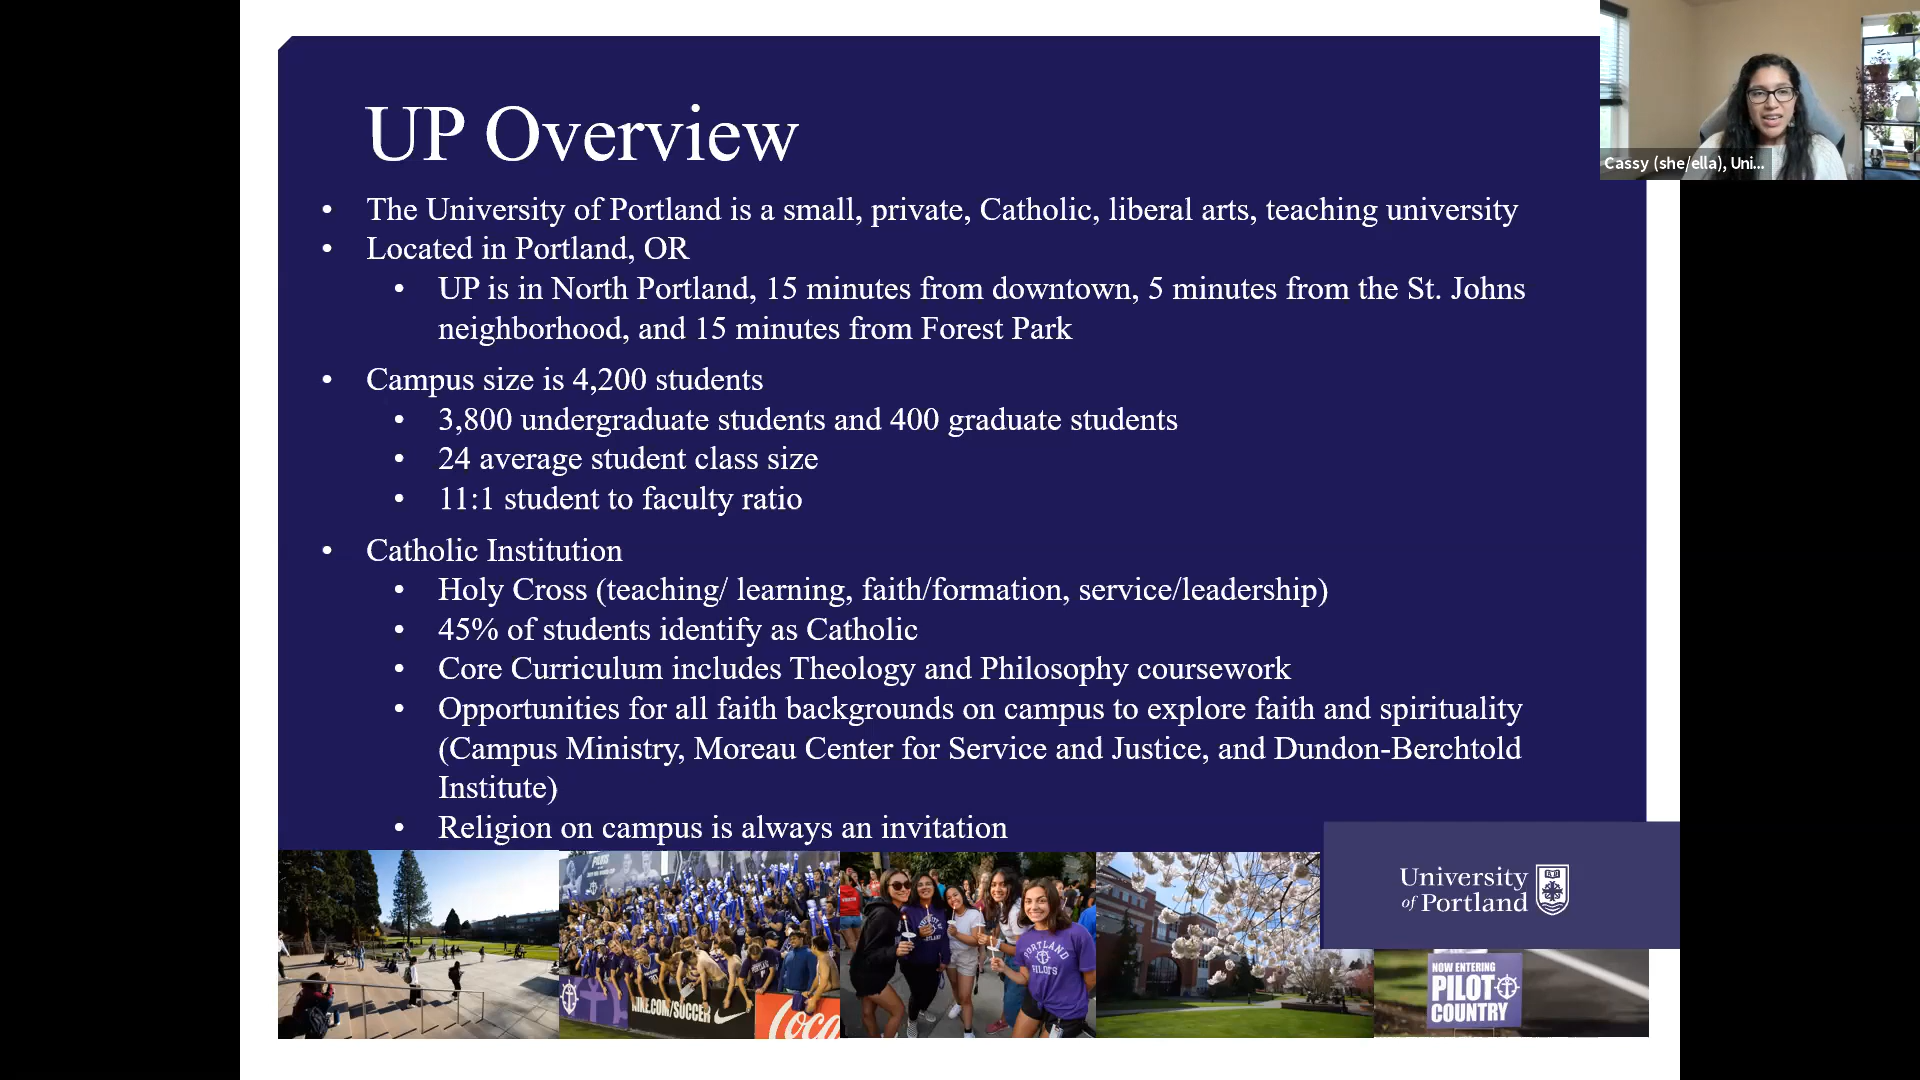 UP Overview
Cassy (she/ella), Uni...
• The University of Portland is a small, private, Catholic, liberal arts, teaching university
• Located in Portland, OR
• UP is in North Portland, 15 minutes from downtown, 5 minutes from the St. Johns
neighborhood, and 15 minutes from Forest Park
• Campus size is 4,200 students
• 3,800 undergraduate students and 400 graduate students
• 24 average student class size
• 11:1 student to faculty ratio
• Catholic Institution
• Holy Cross (teaching/ learning, faith/formation, service/leadership)
• 45% of students identify as Catholic
• Core Curriculum includes Theology and Philosophy coursework
• Opportunities for all faith backgrounds on campus to explore faith and spirituality
(Campus Ministry, Moreau Center for Service and Justice, and Dundon-Berchtold
Institute)
• Religion on campus is always an invitation
University
of Portland
PILOTS
NIKE.COM/SOCCER
Coca
PORTLAND
PILOTS
NOW ENTERING
PILOT
COUNTRY